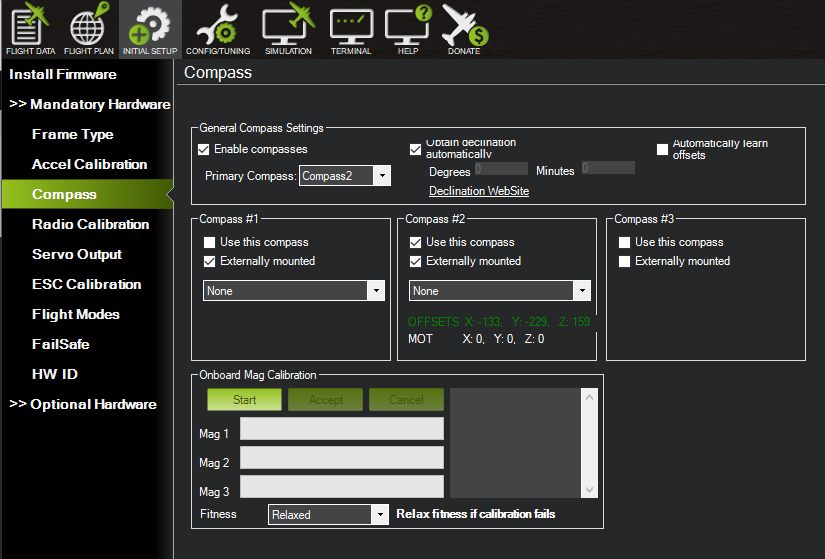 FLIGHT DATA FLIGHT PLAN INITIAL SETUP CONFIG/TUNING SIMULATION TERMINAL HELP DONATE
Install Firmware
>> Mandatory Hardware
Frame Type
Accel Calibration
Compass
Radio Calibration
Servo Output
ESC Calibration
Flight Modes
FailSafe
HW ID
>> Optional Hardware
Compass
General Compass Settings
Enable compasses
Obtain declination
automatically
Automatically learn
offsets
Primary Compass: Compass2
Degrees 0 Minutes 0
Declination WebSite
Compass #1
Use this compass
Externally mounted
None
Compass #2
Use this compass
Externally mounted
None
OFFSETS X: -133, Y: -229, Z: 159
MOT X: 0, Y: 0, Z: 0
Compass #3
Use this compass
Externally mounted
Onboard Mag Calibration
Start Accept Cancel
Mag 1
Mag 2
Mag 3
Fitness Relaxed Relax fitness if calibration fails